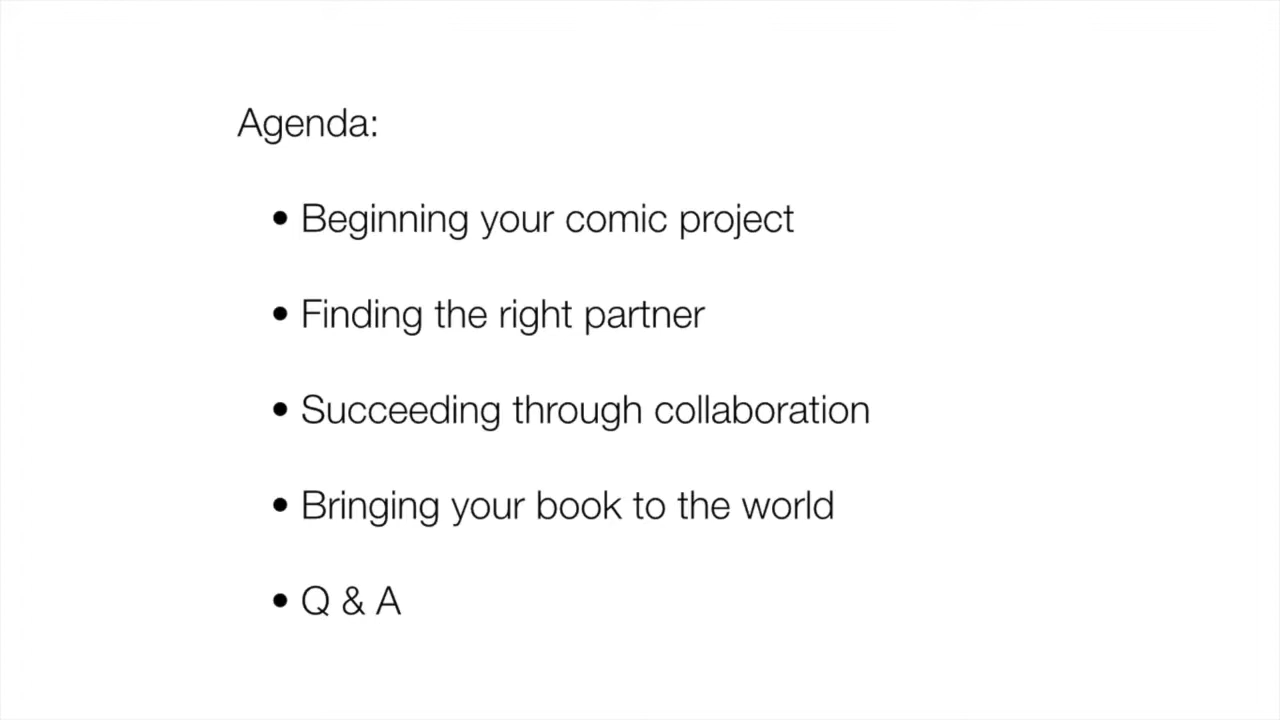 Agenda:
• Beginning your comic project
• Finding the right partner
• Succeeding through collaboration
• Bringing your book to the world
• Q & A